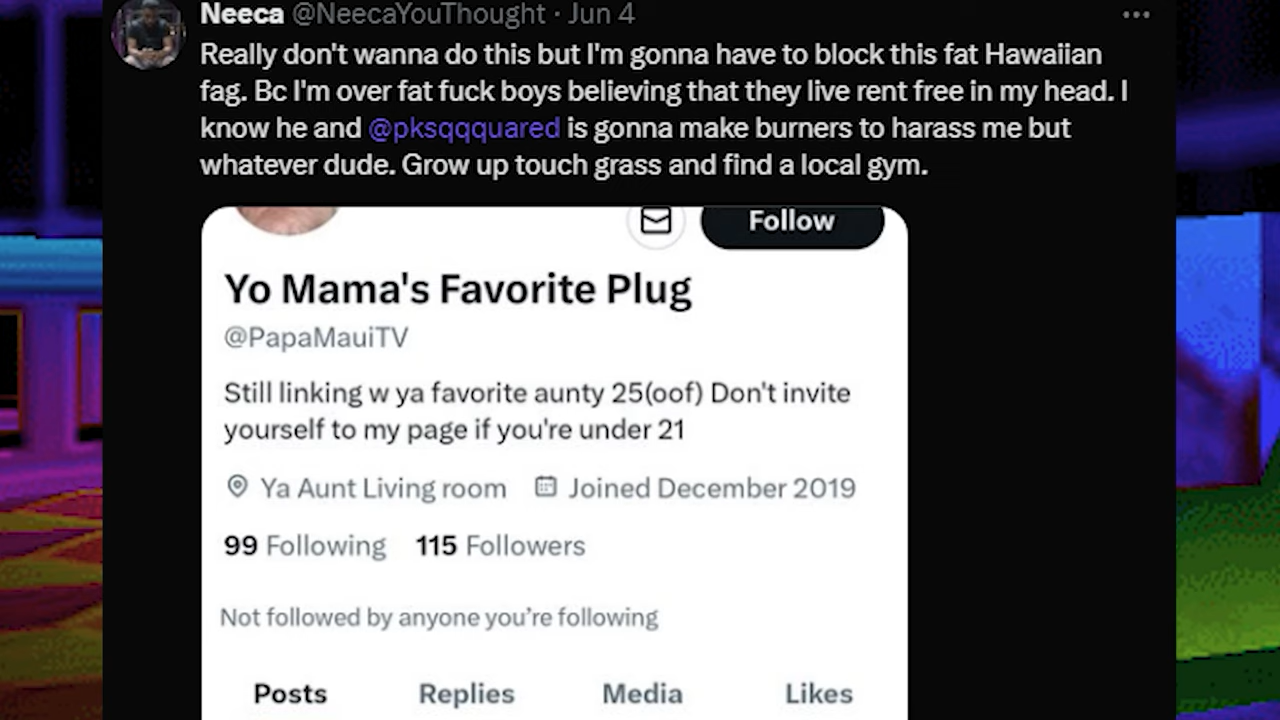 Neeca @NeecaYouThought · Jun 4
Really don't wanna do this but I'm gonna have to block this fat Hawaiian
fag. Bc I'm over fat fuck boys believing that they live rent free in my head. I
know he and @pksqqquared is gonna make burners to harass me but
whatever dude. Grow up touch grass and find a local gym.
Follow
Yo Mama's Favorite Plug
@PapaMauiTV
Still linking w ya favorite aunty 25(oof) Don't invite
yourself to my page if you're under 21
Ya Aunt Living room Joined December 2019
99 Following 115 Followers
Not followed by anyone you’re following
Posts Replies Media Likes